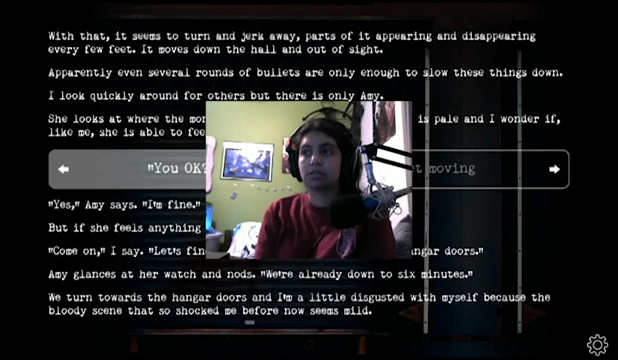 With that, it seems to turn and jerk away, parts of it appearing and disappearing
every few feet. It moves down the hall and out of sight.
Apparently even several rounds of bullets are only enough to slow these things down.
I look quickly around for others but there is only Amy.
She looks at where the is pale and I wonder if,
like me, she is able to
"You OK? moving
"Yes," Amy says. "I'm fine."
But if she feels anything
"Come on," I say. "Let's doors."
Amy glances at her watch and nods. "We're already down to six minutes."
We turn towards the hangar doors and I'm a little disgusted with myself because the
bloody scene that so shocked me before now seems mild.